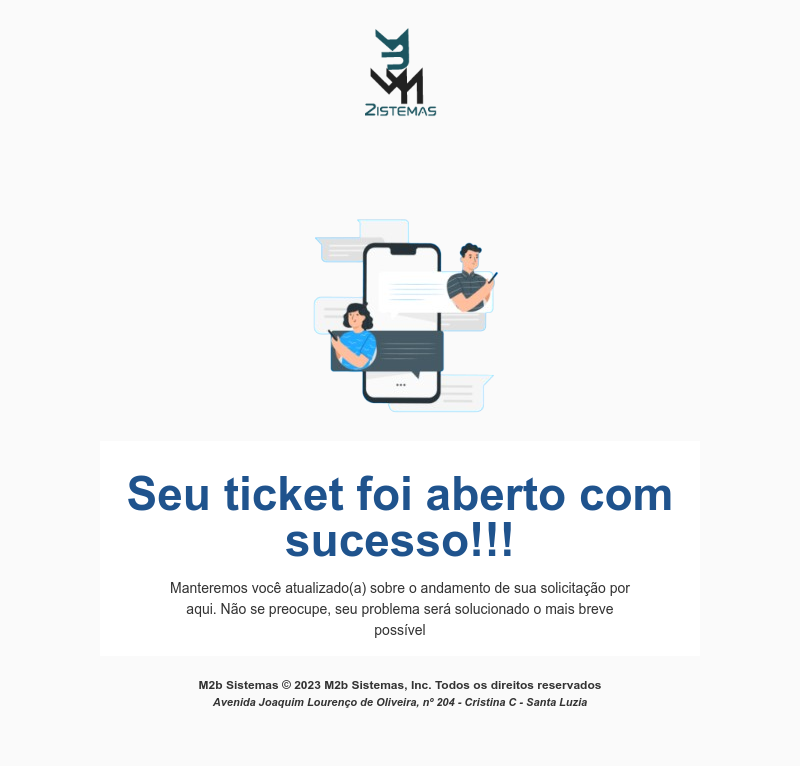 2ISTEMAS
Seu ticket foi aberto com
sucesso!!!
Manteremos você atualizado(a) sobre o andamento de sua solicitação por
aqui. Não se preocupe, seu problema será solucionado o mais breve
possível
M2b Sistemas © 2023 M2b Sistemas, Inc. Todos os direitos reservados
Avenida Joaquim Lourenço de Oliveira, nº 204 - Cristina C - Santa Luzia